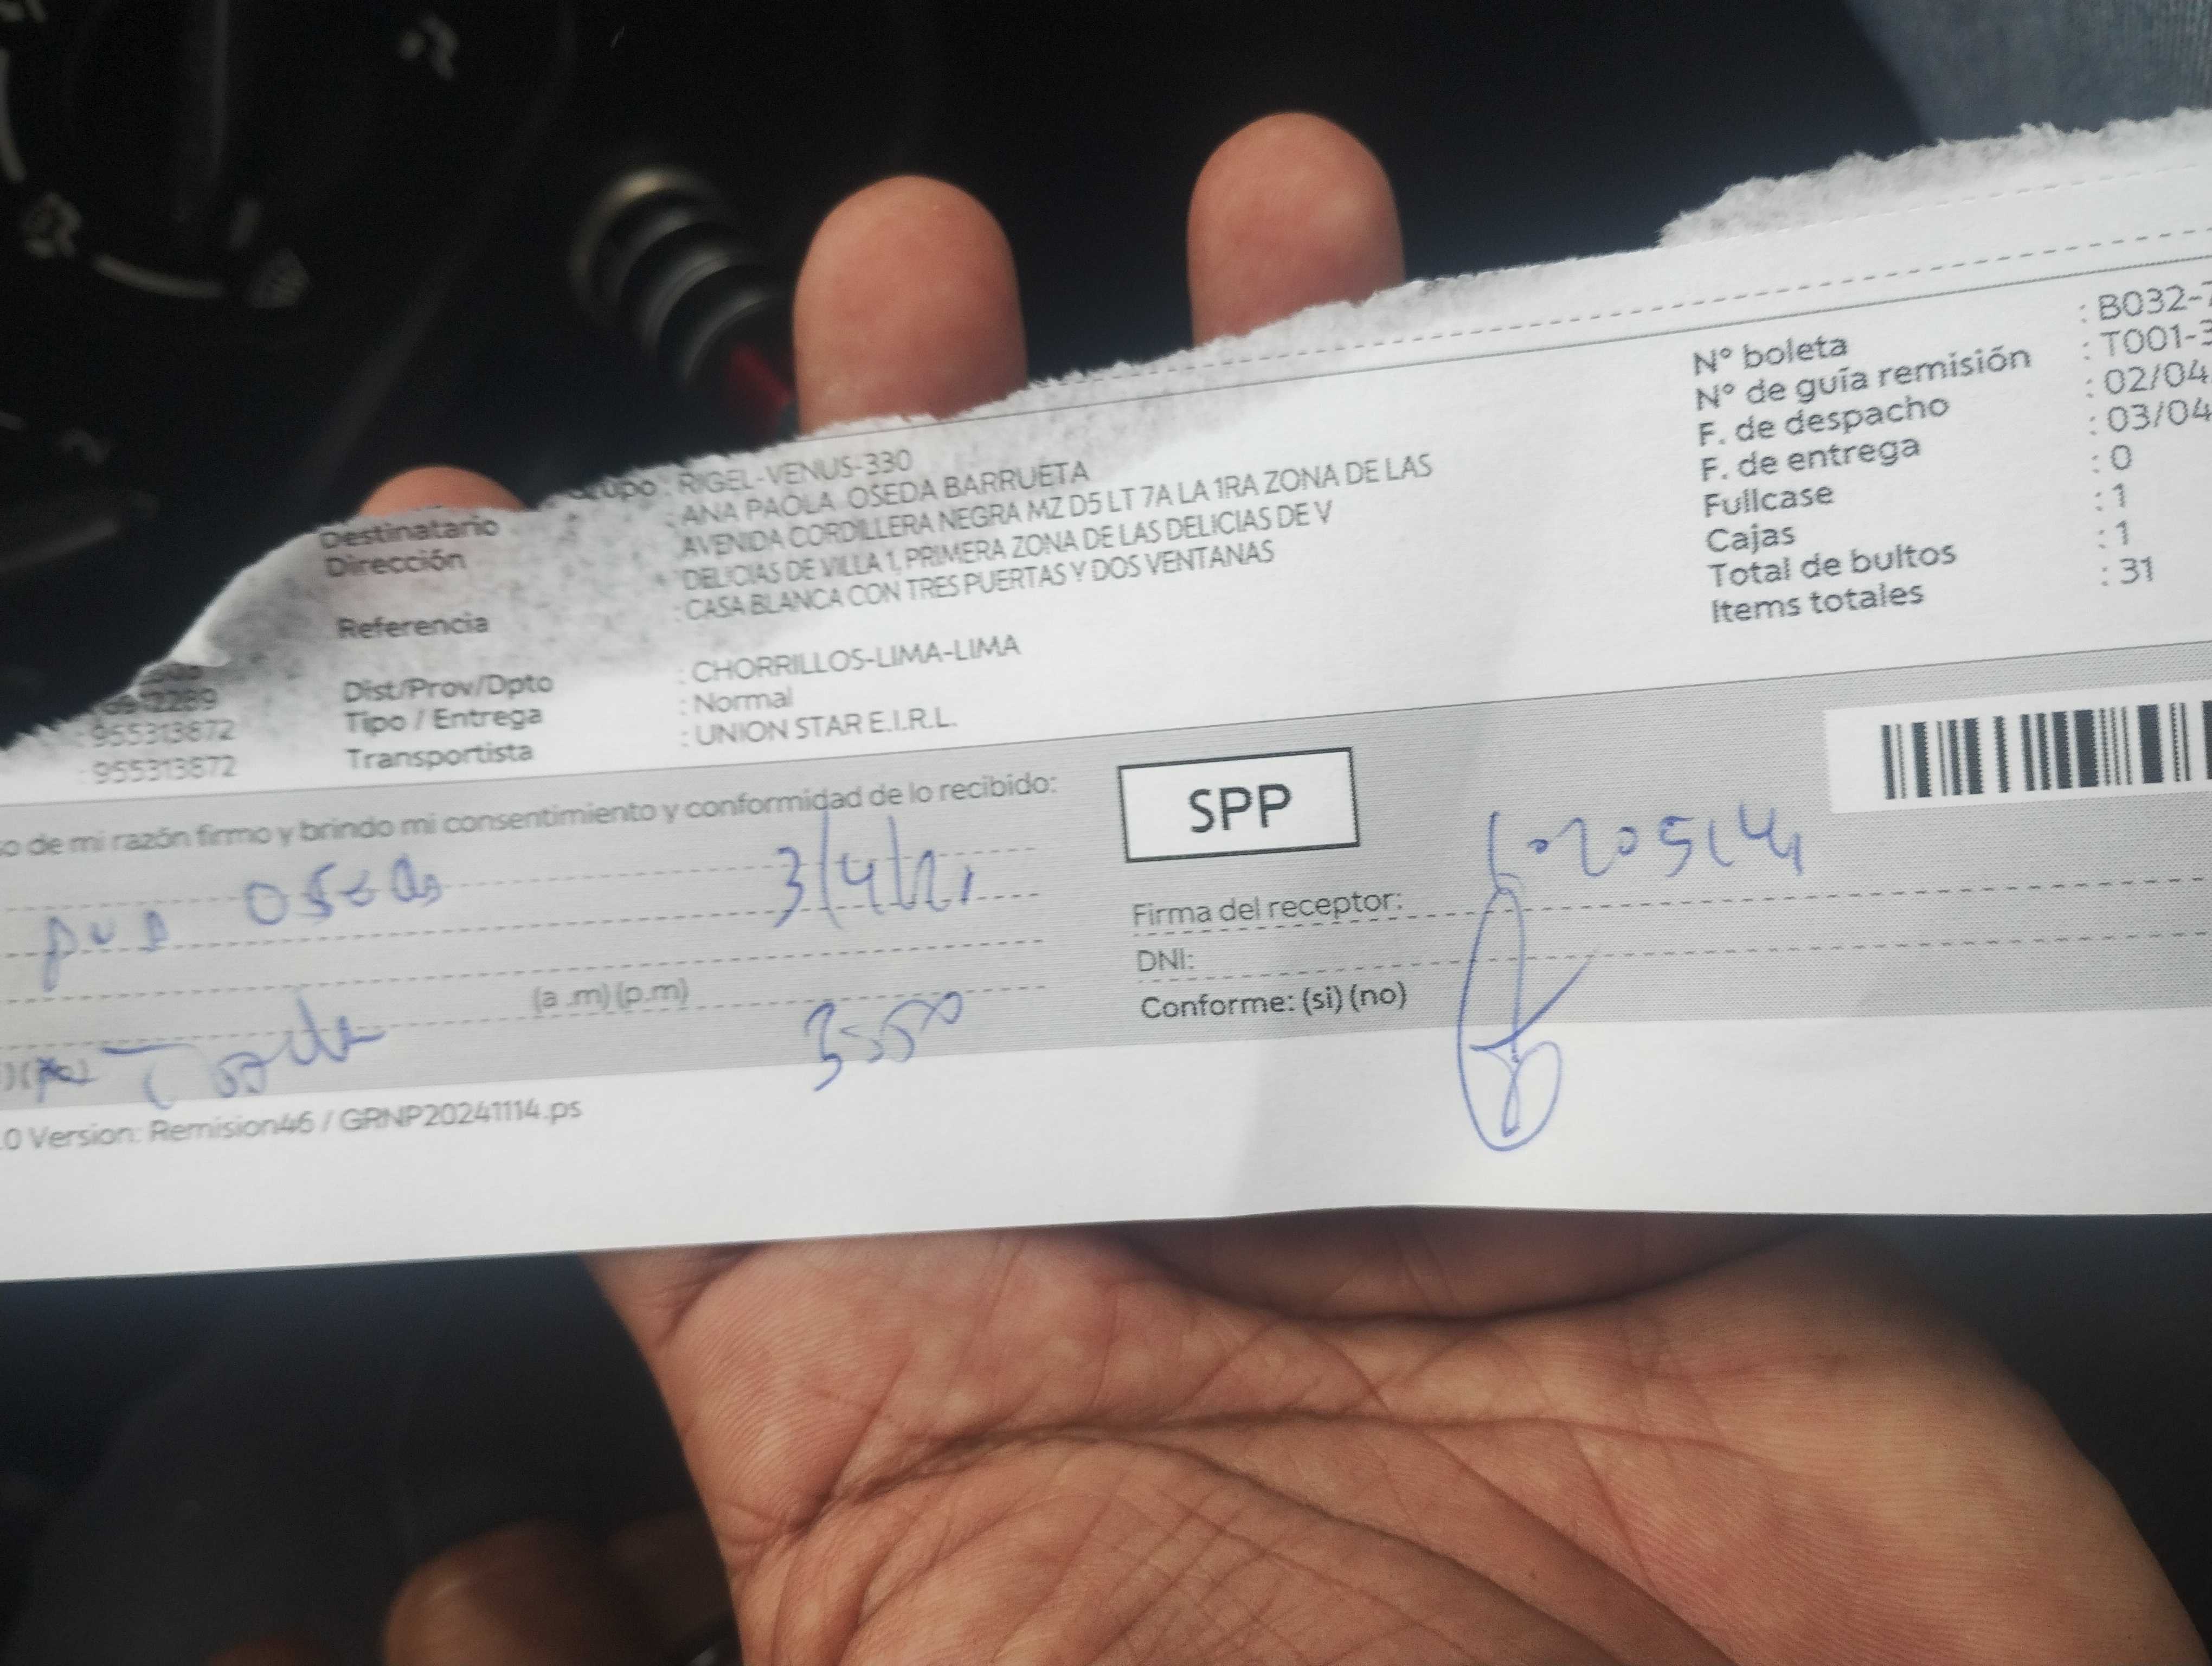 Grupo : RIGEL-VENUS-330
Destinatario : ANA PAOLA OSEDA BARRUETA
Dirección : AVENIDA CORDILLERA NEGRA MZ D5 LT 7A LA 1RA ZONA DE LAS
DELICIAS DE VILLA 1, PRIMERA ZONA DE LAS DELICIAS DE V
Referencia : CASA BLANCA CON TRES PUERTAS Y DOS VENTANAS
Dist/Prov/Dpto : CHORRILLOS-LIMA-LIMA
Tipo / Entrega : Normal
Transportista : UNION STAR E.I.R.L.
: 955313872
: 955313872
N° boleta : B032-7
N° de guía remisión : T001-3
F. de despacho : 02/04
F. de entrega : 03/04
Fullcase : 0
Cajas : 1
Total de bultos : 1
Items totales : 31
so de mi razón firmo y brindo mi consentimiento y conformidad de lo recibido:
Oseda 3/4/
(a .m) (p.m)
SPP
Firma del receptor:
DNI:
Conforme: (si) (no)
.0 Version: Remision46 / GRNP20241114.ps